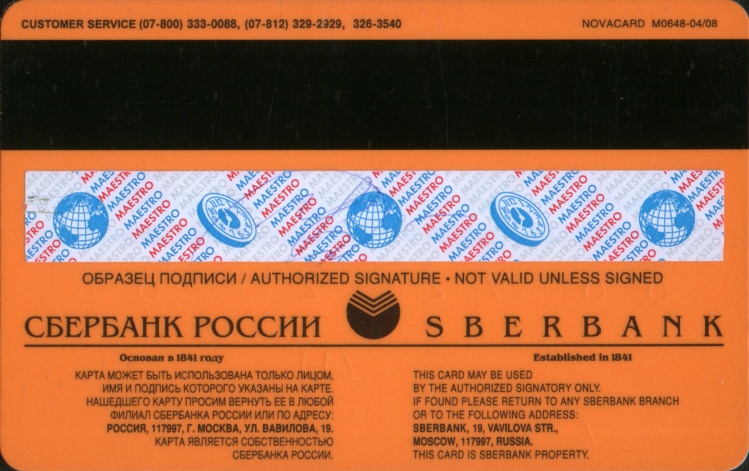 CUSTOMER SERVICE (07-800) 333-0088, (07-812) 329-2929, 326-3540
NOVACARD M0648-04/08
MAESTRO MAESTRO MAESTRO MAESTRO MAESTRO
ОБРАЗЕЦ ПОДПИСИ / AUTHORIZED SIGNATURE • NOT VALID UNLESS SIGNED
СБЕРБАНК РОССИИ
SBERBANK
Основан в 1841 году
КАРТА МОЖЕТ БЫТЬ ИСПОЛЬЗОВАНА ТОЛЬКО ЛИЦОМ,
ИМЯ И ПОДПИСЬ КОТОРОГО УКАЗАНЫ НА КАРТЕ.
НАШЕДШЕГО КАРТУ ПРОСИМ ВЕРНУТЬ ЕЕ В ЛЮБОЙ
ФИЛИАЛ СБЕРБАНКА РОССИИ ИЛИ ПО АДРЕСУ:
РОССИЯ, 117997, Г. МОСКВА, УЛ. ВАВИЛОВА, 19.
КАРТА ЯВЛЯЕТСЯ СОБСТВЕННОСТЬЮ
СБЕРБАНКА РОССИИ.
Established in 1841
THIS CARD MAY BE USED
BY THE AUTHORIZED SIGNATORY ONLY.
IF FOUND PLEASE RETURN TO ANY SBERBANK BRANCH
OR TO THE FOLLOWING ADDRESS:
SBERBANK, 19, VAVILOVA STR.,
MOSCOW, 117997, RUSSIA.
THIS CARD IS SBERBANK PROPERTY.